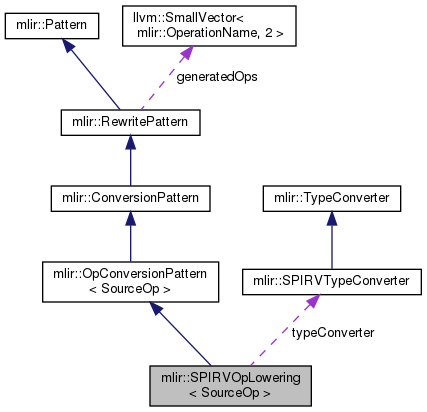 mlir::Pattern
llvm::SmallVector<
mlir::OperationName, 2 >
generatedOps
mlir::RewritePattern
mlir::ConversionPattern
mlir::TypeConverter
mlir::OpConversionPattern
< SourceOp >
mlir::SPIRVTypeConverter
typeConverter
mlir::SPIRVOpLowering
< SourceOp >